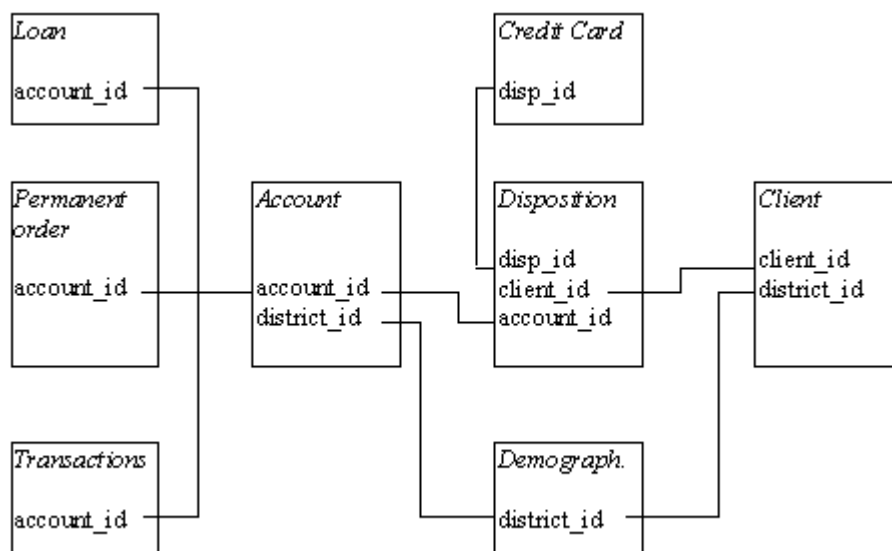 Loan
account_id
Credit Card
disp_id
Permanent
order
account_id
Account
account_id
district_id
Disposition
disp_id
client_id
account_id
Client
client_id
district_id
Transactions
account_id
Demograph.
district_id